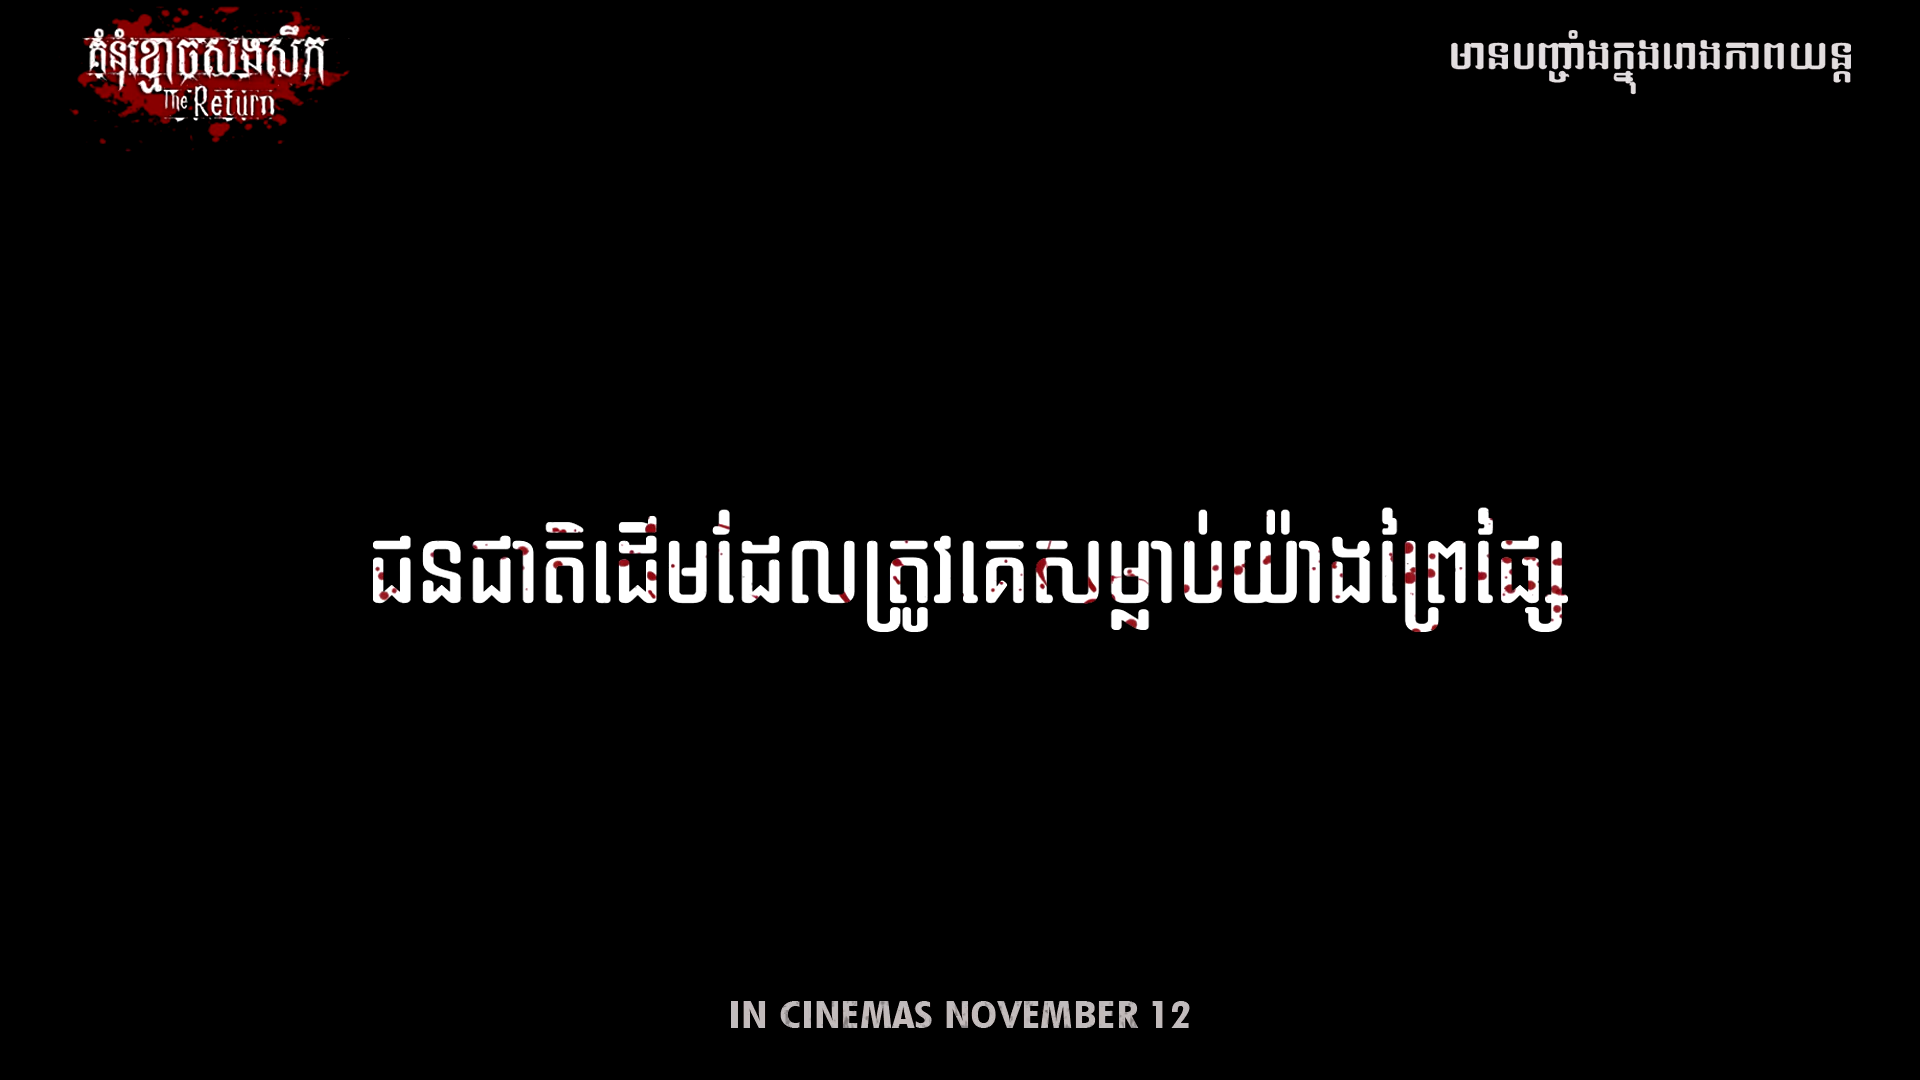 គំនុំខ្មោចសងសឹក
The Return
មានបញ្ចាំងក្នុងរោងភាពយន្ត
ជនជាតិដើមដែលត្រូវគេសម្លាប់យ៉ាងព្រៃផ្សៃ
IN CINEMAS NOVEMBER 12